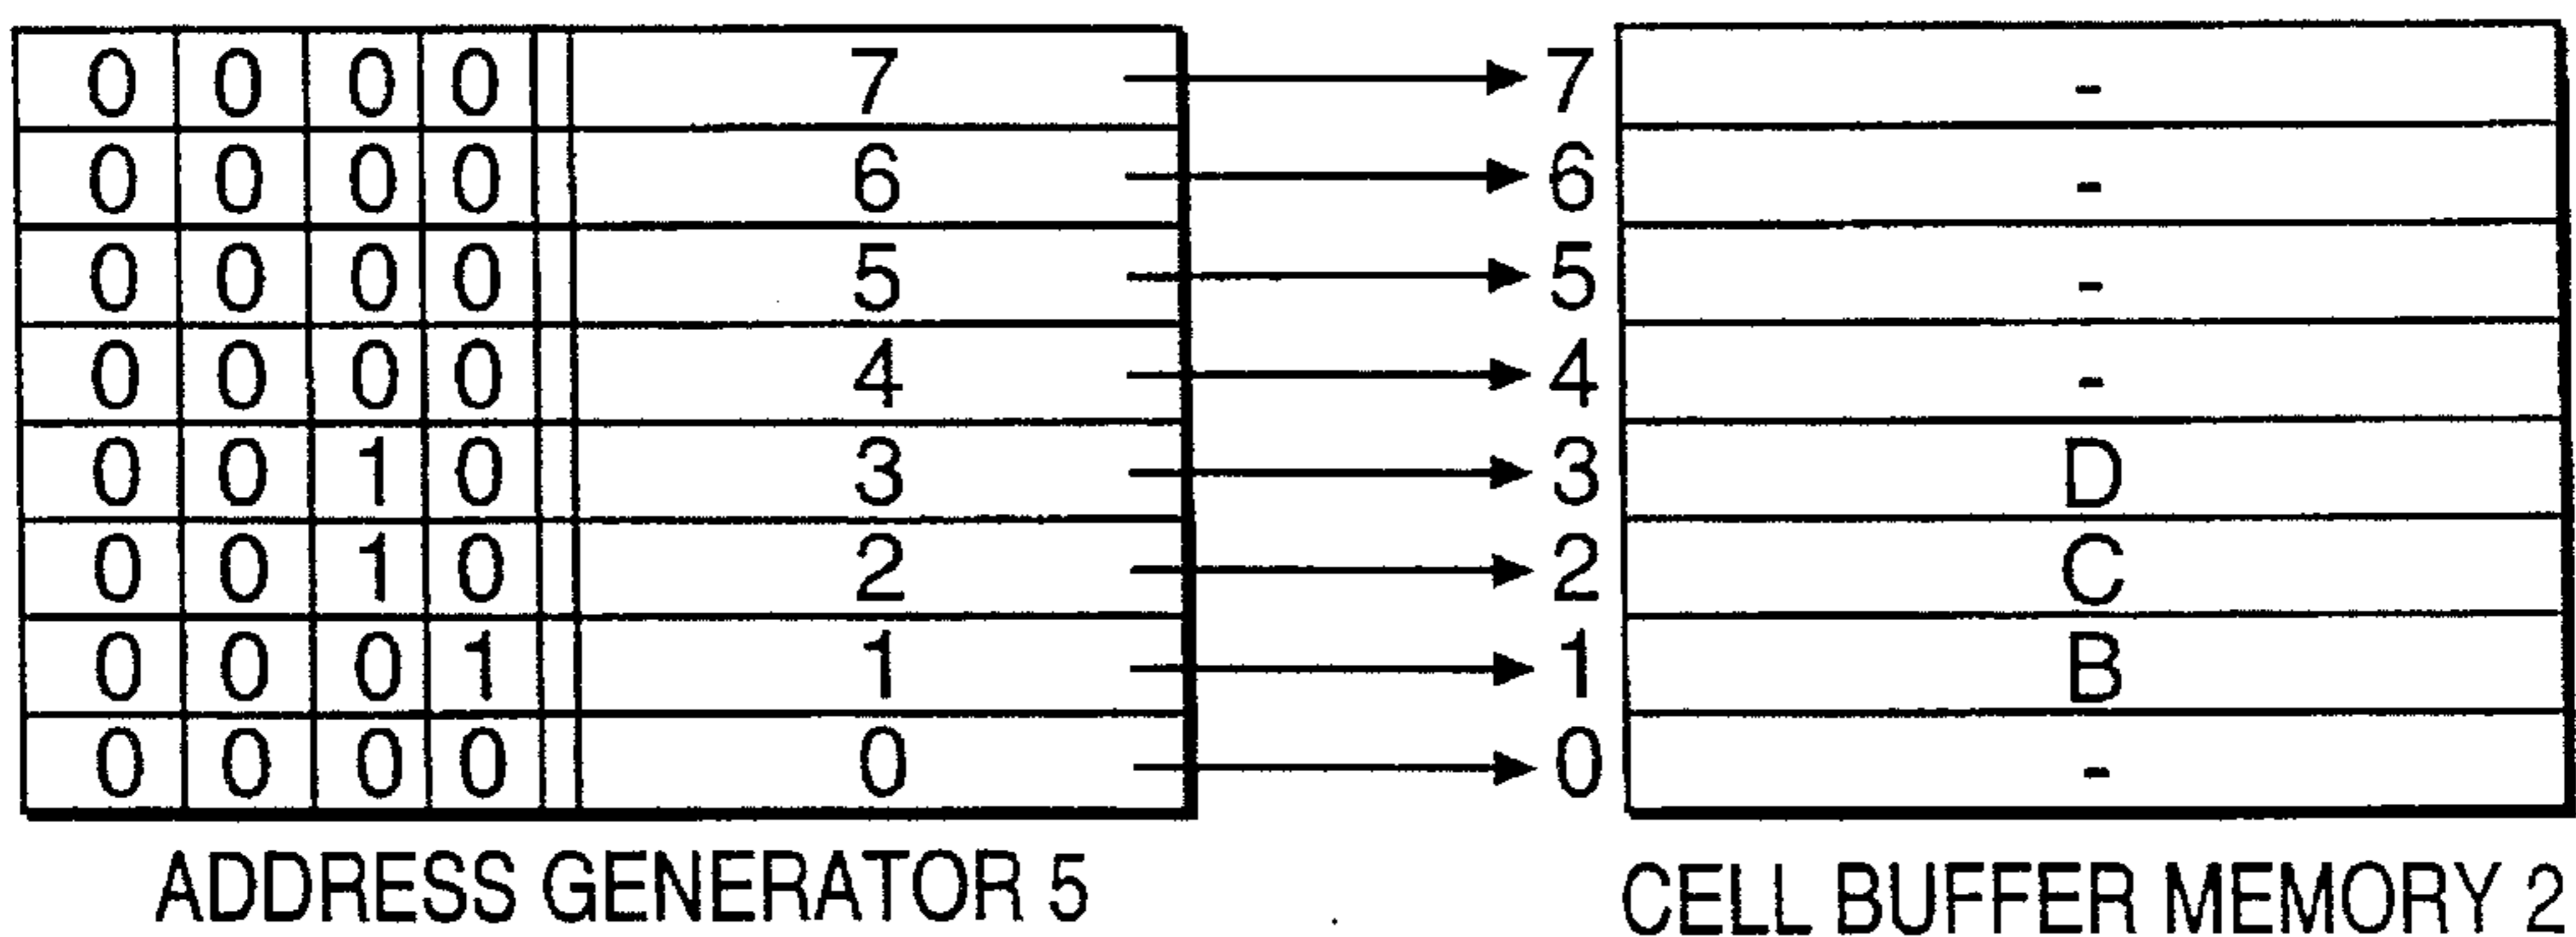 0 0 0 0 7 7 -
0 0 0 0 6 6 -
0 0 0 0 5 5 -
0 0 0 0 4 4 -
0 0 1 0 3 3 D
0 0 1 0 2 2 C
0 0 0 1 1 1 B
0 0 0 0 0 0 -
ADDRESS GENERATOR 5 CELL BUFFER MEMORY 2